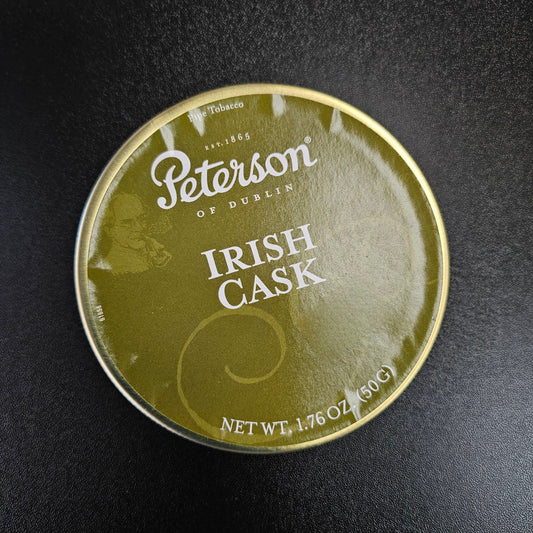 Pipe Tobacco
EST. 1865
Peterson®
OF DUBLIN
IRISH
CASK
NET WT. 1.76 OZ. (50G)